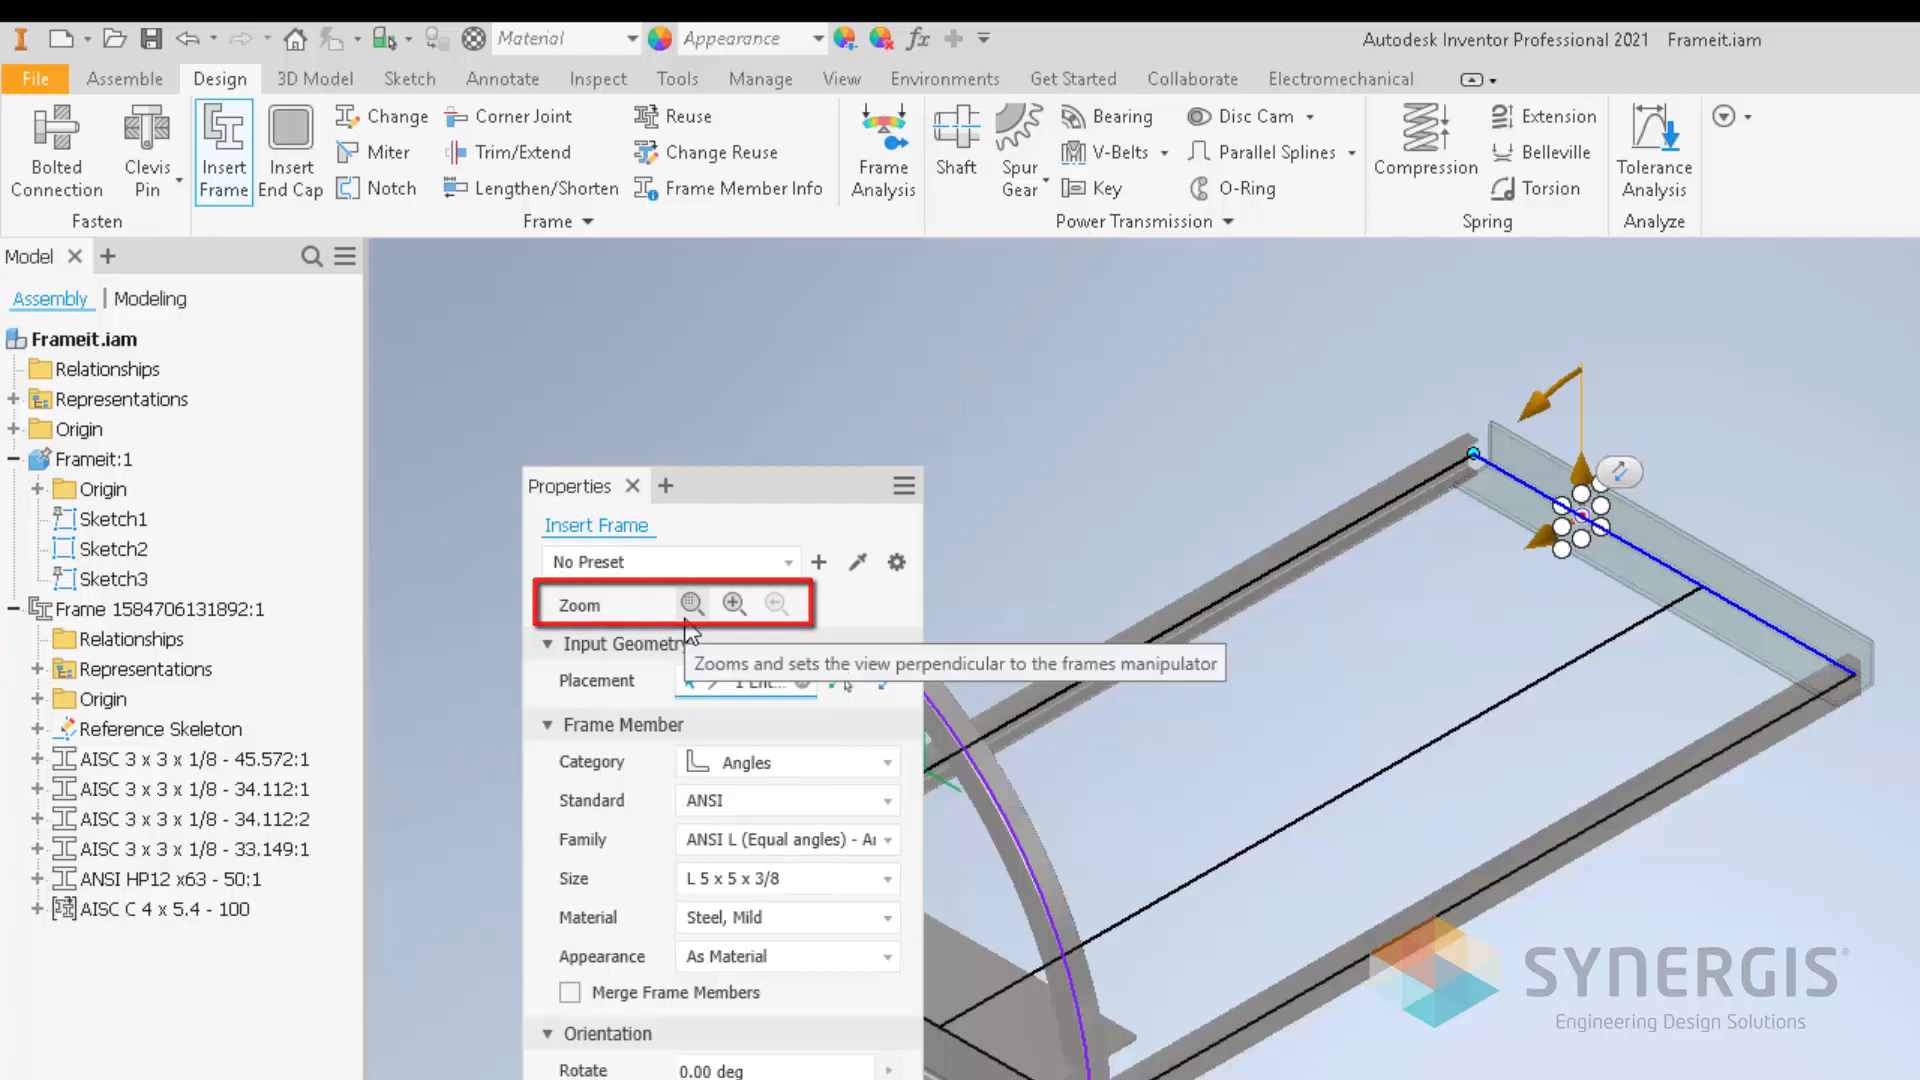 Material
Appearance
fx
Autodesk Inventor Professional 2021 Frameit.iam
File Assemble Design 3D Model Sketch Annotate Inspect Tools Manage View Environments Get Started Collaborate Electromechanical
Bolted Connection
Clevis Pin
Fasten
Insert Frame
Insert End Cap
Change
Miter
Notch
Corner Joint
Trim/Extend
Lengthen/Shorten
Reuse
Change Reuse
Frame Member Info
Frame
Frame Analysis
Shaft
Spur Gear
Bearing
V-Belts
Key
Disc Cam
Parallel Splines
O-Ring
Power Transmission
Compression
Extension
Belleville
Torsion
Spring
Tolerance Analysis
Analyze
Model
Assembly | Modeling
Frameit.iam
Relationships
Representations
Origin
Frameit:1
Origin
Sketch1
Sketch2
Sketch3
Frame 1584706131892:1
Relationships
Representations
Origin
Reference Skeleton
AISC 3 x 3 x 1/8 - 45.572:1
AISC 3 x 3 x 1/8 - 34.112:1
AISC 3 x 3 x 1/8 - 34.112:2
AISC 3 x 3 x 1/8 - 33.149:1
ANSI HP12 x63 - 50:1
AISC C 4 x 5.4 - 100
Properties
Insert Frame
No Preset
Zoom
Input Geometry
Zooms and sets the view perpendicular to the frames manipulator
Placement
Frame Member
Category Angles
Standard ANSI
Family ANSI L (Equal angles) - Ar
Size L 5 x 5 x 3/8
Material Steel, Mild
Appearance As Material
Merge Frame Members
Orientation
Rotate 0.00 deg
SYNERGIS®
Engineering Design Solutions